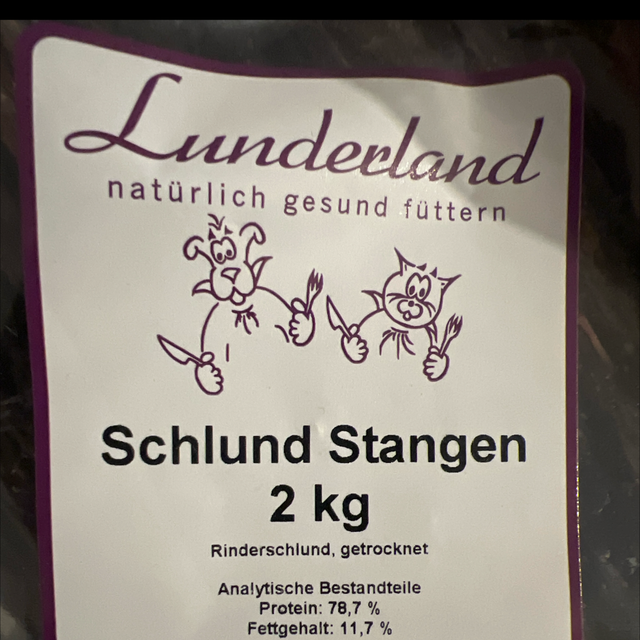 Lunderland
natürlich gesund füttern
Schlund Stangen
2 kg
Rinderschlund, getrocknet
Analytische Bestandteile
Protein: 78,7 %
Fettgehalt: 11,7 %